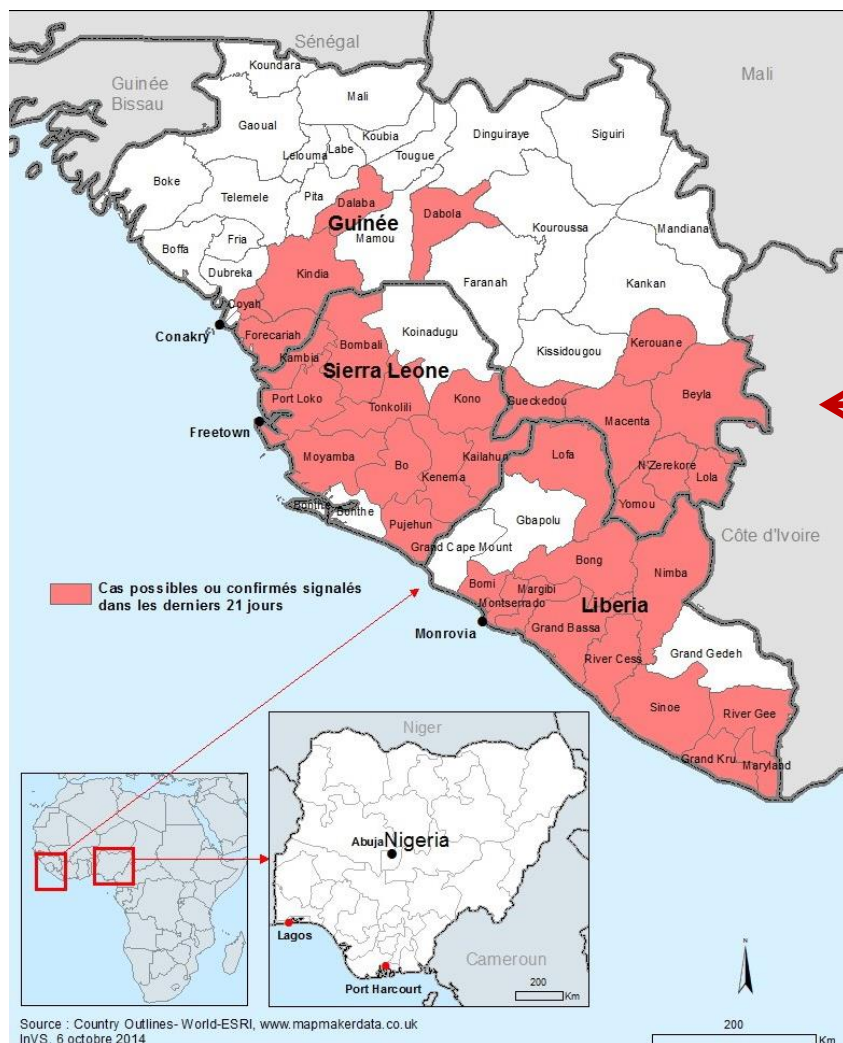 Sénégal
Guinée
Bissau
Mali
Koundara
Mali
Gaoual
Koubia
Lelouma
Labe
Tougue
Dinguiraye
Siguiri
Boke
Telemele
Pita
Dalaba
Dabola
Guinée
Mamou
Kouroussa
Mandiana
Boffa
Fria
Dubreka
Kindia
Faranah
Kankan
Coyah
Conakry
Forecariah
Bombali
Koinadugu
Kissidougou
Kerouane
Kambia
Sierra Leone
Beyla
Port Loko
Tonkolili
Kono
Gueckedou
Macenta
Freetown
Moyamba
Bo
Kailahun
Kenema
Lofa
N'Zerekore
Lola
Yomou
Bonthe
Bonthe
Pujehun
Gbapolu
Grand Cape Mount
Côte d'Ivoire
Bong
Nimba
Cas possibles ou confirmés signalés
dans les derniers 21 jours
Bomi
Margibi
Montserrado
Liberia
Monrovia
Grand Bassa
River Cess
Grand Gedeh
Sinoe
River Gee
Grand Kru
Maryland
Niger
Abuja
Nigeria
Lagos
Cameroun
Port Harcourt
200
Km
N
Source : Country Outlines- World-ESRI, www.mapmakerdata.co.uk
InVS, 6 octobre 2014
200
Km